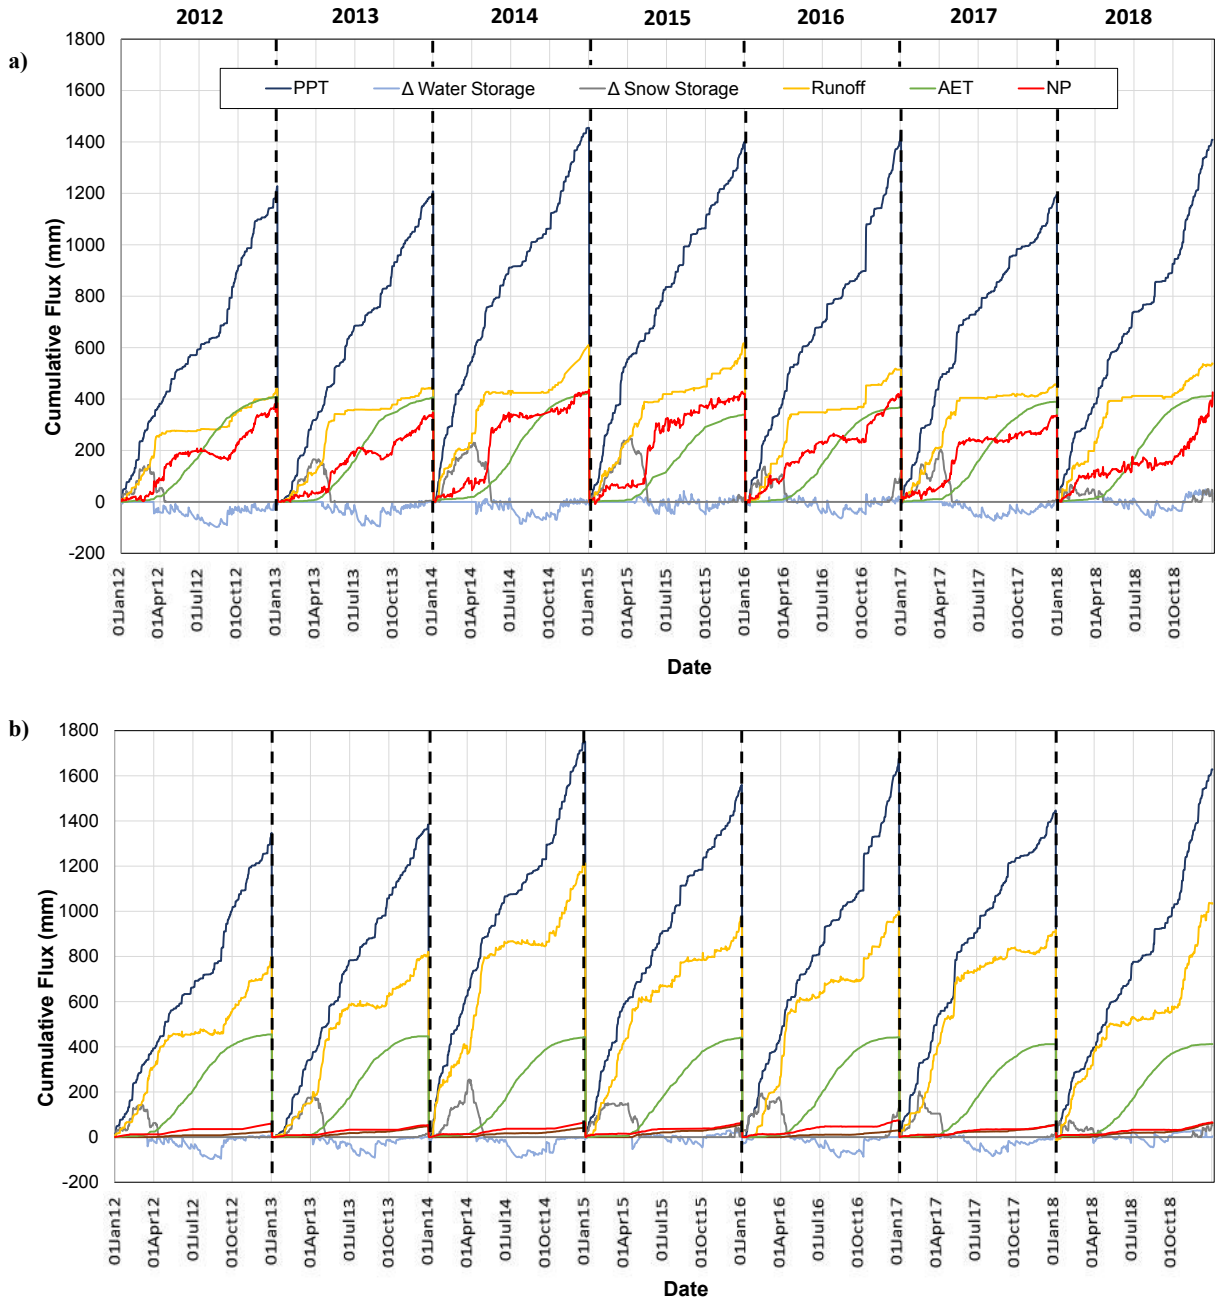 2012 2013 2014 2015 2016 2017 2018
a)
1800
1600
1400
1200
1000
800
600
400
200
0
-200
Cumulative Flux (mm)
PPT Δ Water Storage Δ Snow Storage Runoff AET NP
01Jan12 01Apr12 01Jul12 01Oct12 01Jan13 01Apr13 01Jul13 01Oct13 01Jan14 01Apr14 01Jul14 01Oct14 01Jan15 01Apr15 01Jul15 01Oct15 01Jan16 01Apr16 01Jul16 01Oct16 01Jan17 01Apr17 01Jul17 01Oct17 01Jan18 01Apr18 01Jul18 01Oct18
Date
b)
1800
1600
1400
1200
1000
800
600
400
200
0
-200
Cumulative Flux (mm)
01Jan12 01Apr12 01Jul12 01Oct12 01Jan13 01Apr13 01Jul13 01Oct13 01Jan14 01Apr14 01Jul14 01Oct14 01Jan15 01Apr15 01Jul15 01Oct15 01Jan16 01Apr16 01Jul16 01Oct16 01Jan17 01Apr17 01Jul17 01Oct17 01Jan18 01Apr18 01Jul18 01Oct18
Date